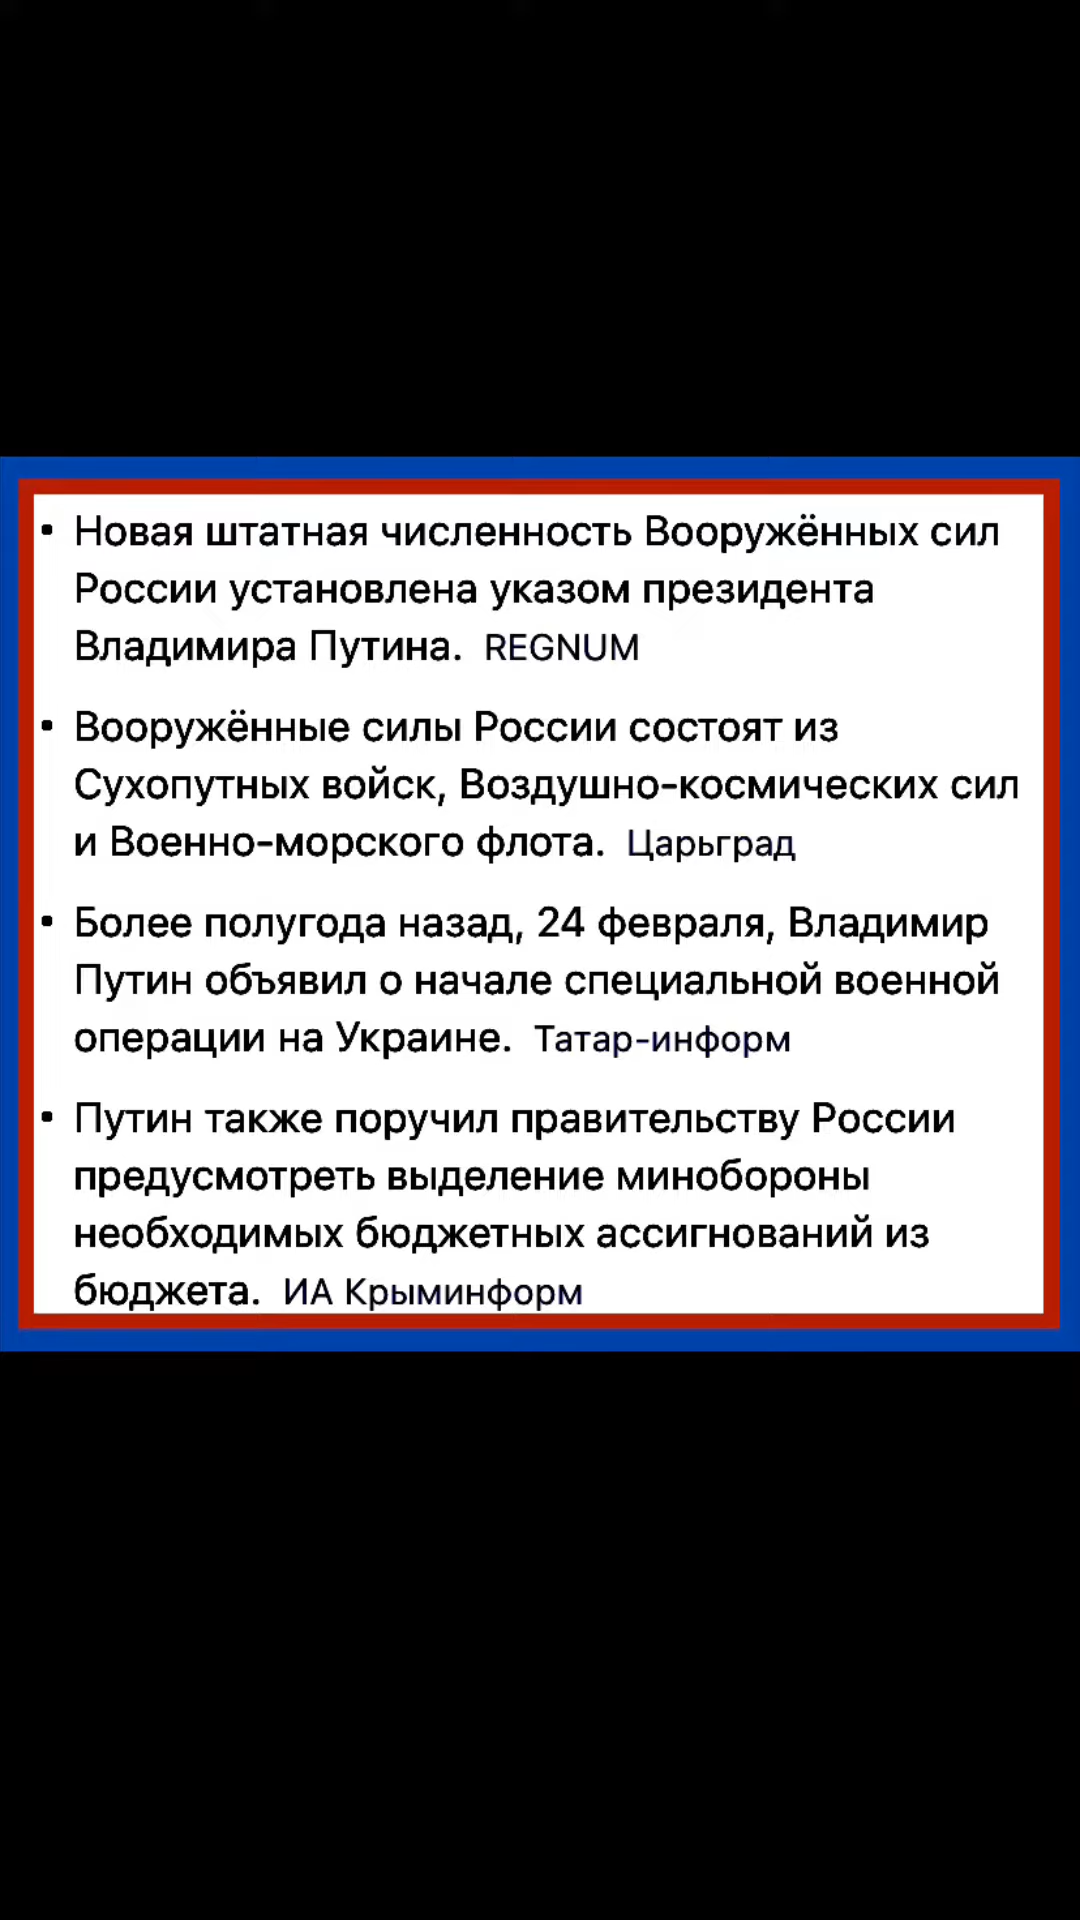 • Новая штатная численность Вооружённых сил
России установлена указом президента
Владимира Путина. REGNUM
• Вооружённые силы России состоят из
Сухопутных войск, Воздушно-космических сил
и Военно-морского флота. Царьград
• Более полугода назад, 24 февраля, Владимир
Путин объявил о начале специальной военной
операции на Украине. Татар-информ
• Путин также поручил правительству России
предусмотреть выделение минобороны
необходимых бюджетных ассигнований из
бюджета. ИА Крыминформ